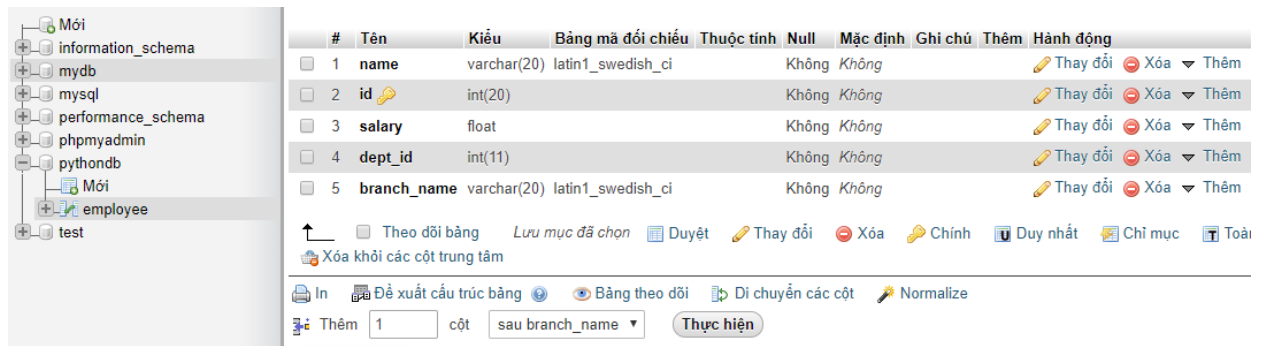 Mới
information_schema
mydb
mysql
performance_schema
phpmyadmin
pythondb
Mới
employee
test
# Tên Kiểu Bảng mã đối chiếu Thuộc tính Null Mặc định Ghi chú Thêm Hành động
1 name varchar(20) latin1_swedish_ci Không Không Thay đổi Xóa Thêm
2 id int(20) Không Không Thay đổi Xóa Thêm
3 salary float Không Không Thay đổi Xóa Thêm
4 dept_id int(11) Không Không Thay đổi Xóa Thêm
5 branch_name varchar(20) latin1_swedish_ci Không Không Thay đổi Xóa Thêm
Theo dõi bảng Lưu mục đã chọn Duyệt Thay đổi Xóa Chính U Duy nhất Chỉ mục T Toàn
Xóa khỏi các cột trung tâm
In Đề xuất cấu trúc bảng Bảng theo dõi Di chuyển các cột Normalize
Thêm 1 cột sau branch_name Thực hiện